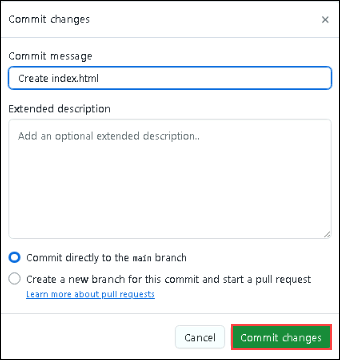 Commit changes
×
Commit message
Create index.html
Extended description
Add an optional extended description..
Commit directly to the main branch
Create a new branch for this commit and start a pull request
Learn more about pull requests
Cancel
Commit changes